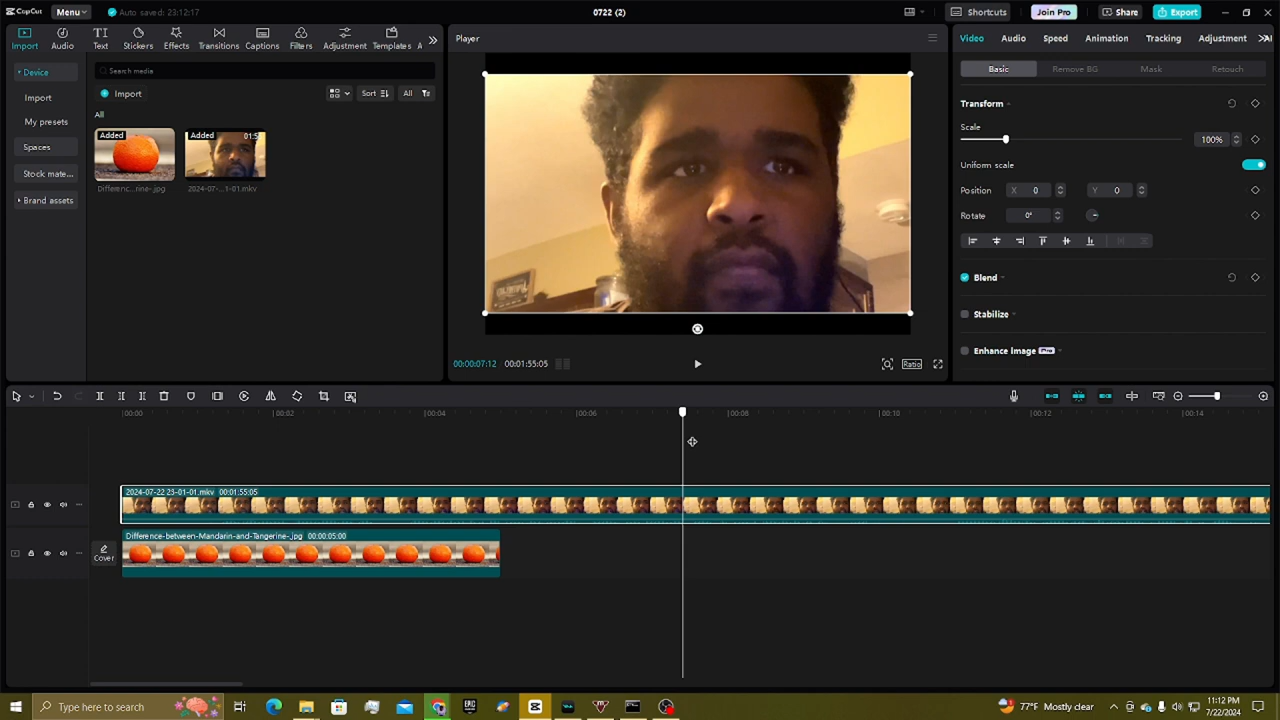 CapCut
Menu
Auto saved: 23:12:17
0722 (2)
Shortcuts
Join Pro
Share
Export
Import
Audio
Text
Stickers
Effects
Transitions
Captions
Filters
Adjustment
Templates
A
Device
Import
My presets
Spaces
Stock mate...
Brand assets
Search media
Import
Sort
All
All
Added
Added
01:5
Differenc...rine-.jpg
2024-07-...1-01.mkv
Player
00:00:07:12
00:01:55:05
Ratio
Video
Audio
Speed
Animation
Tracking
Adjustment
AI
Basic
Remove BG
Mask
Retouch
Transform
Scale
100%
Uniform scale
Position
X 0
Y 0
Rotate
0°
Blend
Stabilize
Enhance Image
Pro
00:00
00:02
00:04
00:06
00:08
00:10
00:12
00:14
2024-07-22 23-01-01.mkv 00:01:55:05
Cover
Difference-between-Mandarin-and-Tangerine-.jpg 00:00:05:00
Type here to search
EPIC
77°F Mostly clear
11:12 PM
7/22/2024